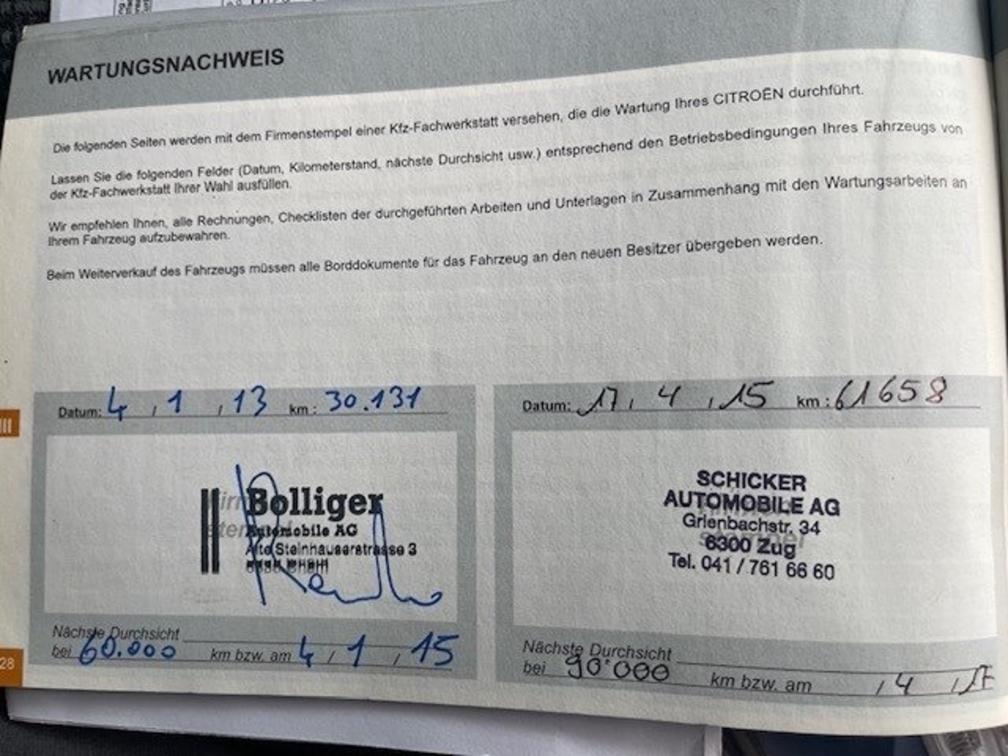 WARTUNGSNACHWEIS
Die folgenden Seiten werden mit dem Firmenstempel einer Kfz-Fachwerkstatt versehen, die die Wartung Ihres CITROËN durchführt.
Lassen Sie die folgenden Felder (Datum, Kilometerstand, nächste Durchsicht usw.) entsprechend den Betriebsbedingungen Ihres Fahrzeugs von
der Kfz-Fachwerkstatt Ihrer Wahl ausfüllen.
Wir empfehlen Ihnen, alle Rechnungen, Checklisten der durchgeführten Arbeiten und Unterlagen in Zusammenhang mit den Wartungsarbeiten an
Ihrem Fahrzeug aufzubewahren.
Beim Weiterverkauf des Fahrzeugs müssen alle Borddokumente für das Fahrzeug an den neuen Besitzer übergeben werden.
III
Datum: 4 , 1 , 13 km : 30.131
Bolliger
Automobile AG
Alte Steinhauserstrasse 3
Nächste Durchsicht
bei 60.000 km bzw. am 4 , 1 , 15
28
Datum: 17, 4 , 15 km : 61658
SCHICKER
AUTOMOBILE AG
Grienbachstr. 34
6300 Zug
Tel. 041 / 761 66 60
Nächste Durchsicht
bei 90'000 km bzw. am , 4 , 17